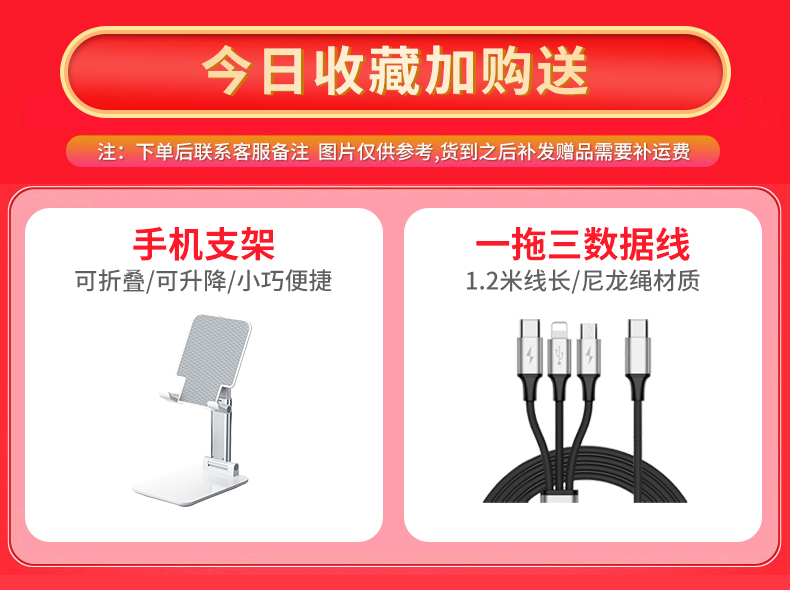 今日收藏加购送
注：下单后联系客服备注 图片仅供参考,货到之后补发赠品需要补运费
手机支架
可折叠/可升降/小巧便捷
一拖三数据线
1.2米线长/尼龙绳材质